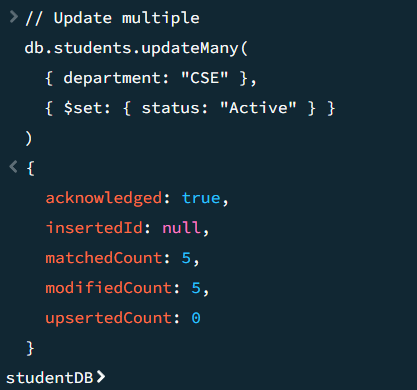 > // Update multiple
db.students.updateMany(
  { department: "CSE" },
  { $set: { status: "Active" } }
)
< {
  acknowledged: true,
  insertedId: null,
  matchedCount: 5,
  modifiedCount: 5,
  upsertedCount: 0
}
studentDB>